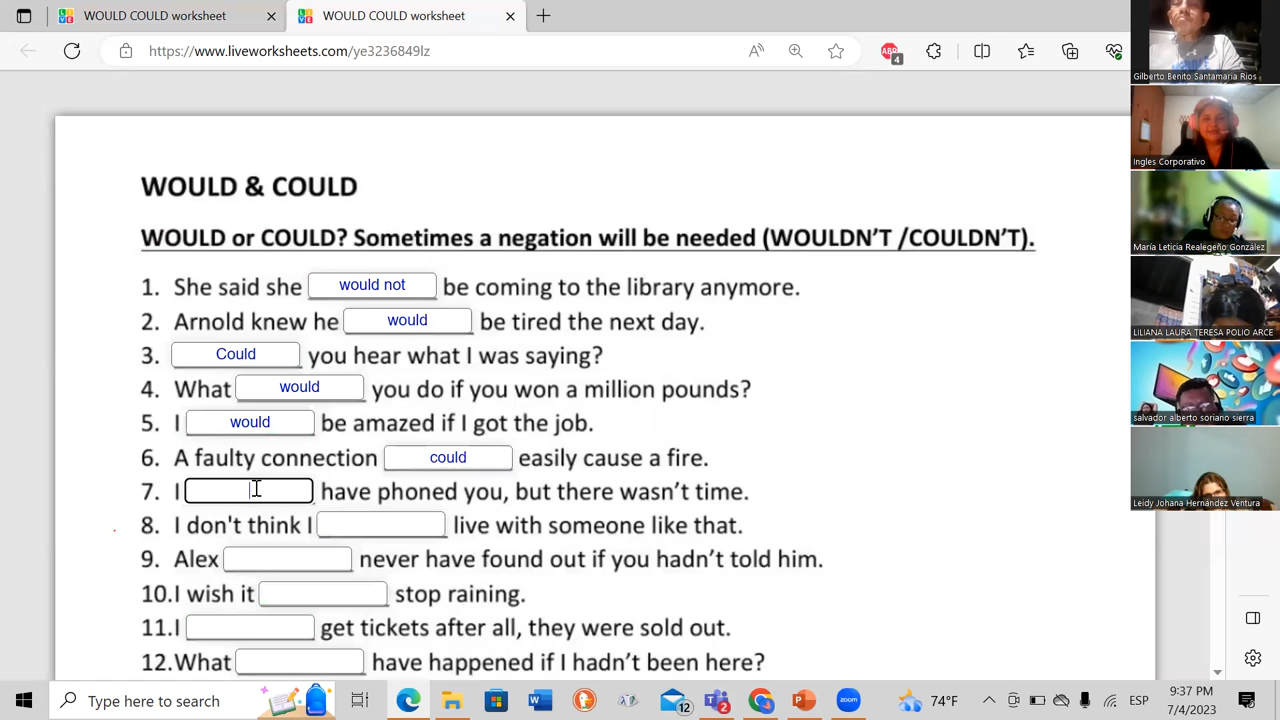 WOULD COULD worksheet
WOULD COULD worksheet
https://www.liveworksheets.com/ye3236849lz
ABP
4
WOULD & COULD
WOULD or COULD? Sometimes a negation will be needed (WOULDN'T /COULDN'T).
1. She said she would not be coming to the library anymore.
2. Arnold knew he would be tired the next day.
3. Could you hear what I was saying?
4. What would you do if you won a million pounds?
5. I would be amazed if I got the job.
6. A faulty connection could easily cause a fire.
7. I have phoned you, but there wasn't time.
8. I don't think I live with someone like that.
9. Alex never have found out if you hadn't told him.
10. I wish it stop raining.
11. I get tickets after all, they were sold out.
12. What have happened if I hadn't been here?
Gilberto Benito Santamaria Rios
Ingles Corporativo
María Leticia Realegeño González
LILIANA LAURA TERESA POLIO ARCE
salvador alberto soriano sierra
Leidy Johana Hernández Ventura
Type here to search
12
2
zoom
74°F
ESP
9:37 PM
7/4/2023